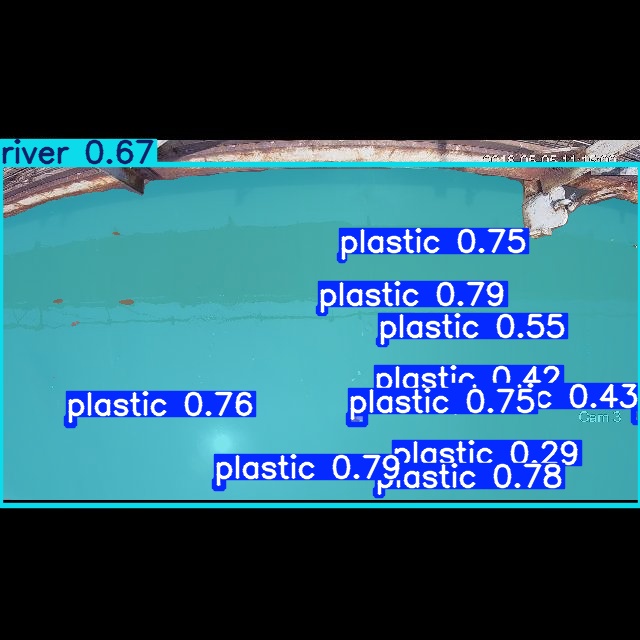 river 0.67
plastic 0.75
plastic 0.79
plastic 0.55
plastic 0.42
plastic 0.75
c 0.43
plastic 0.76
Cam 3
plastic 0.29
plastic 0.79
plastic 0.78